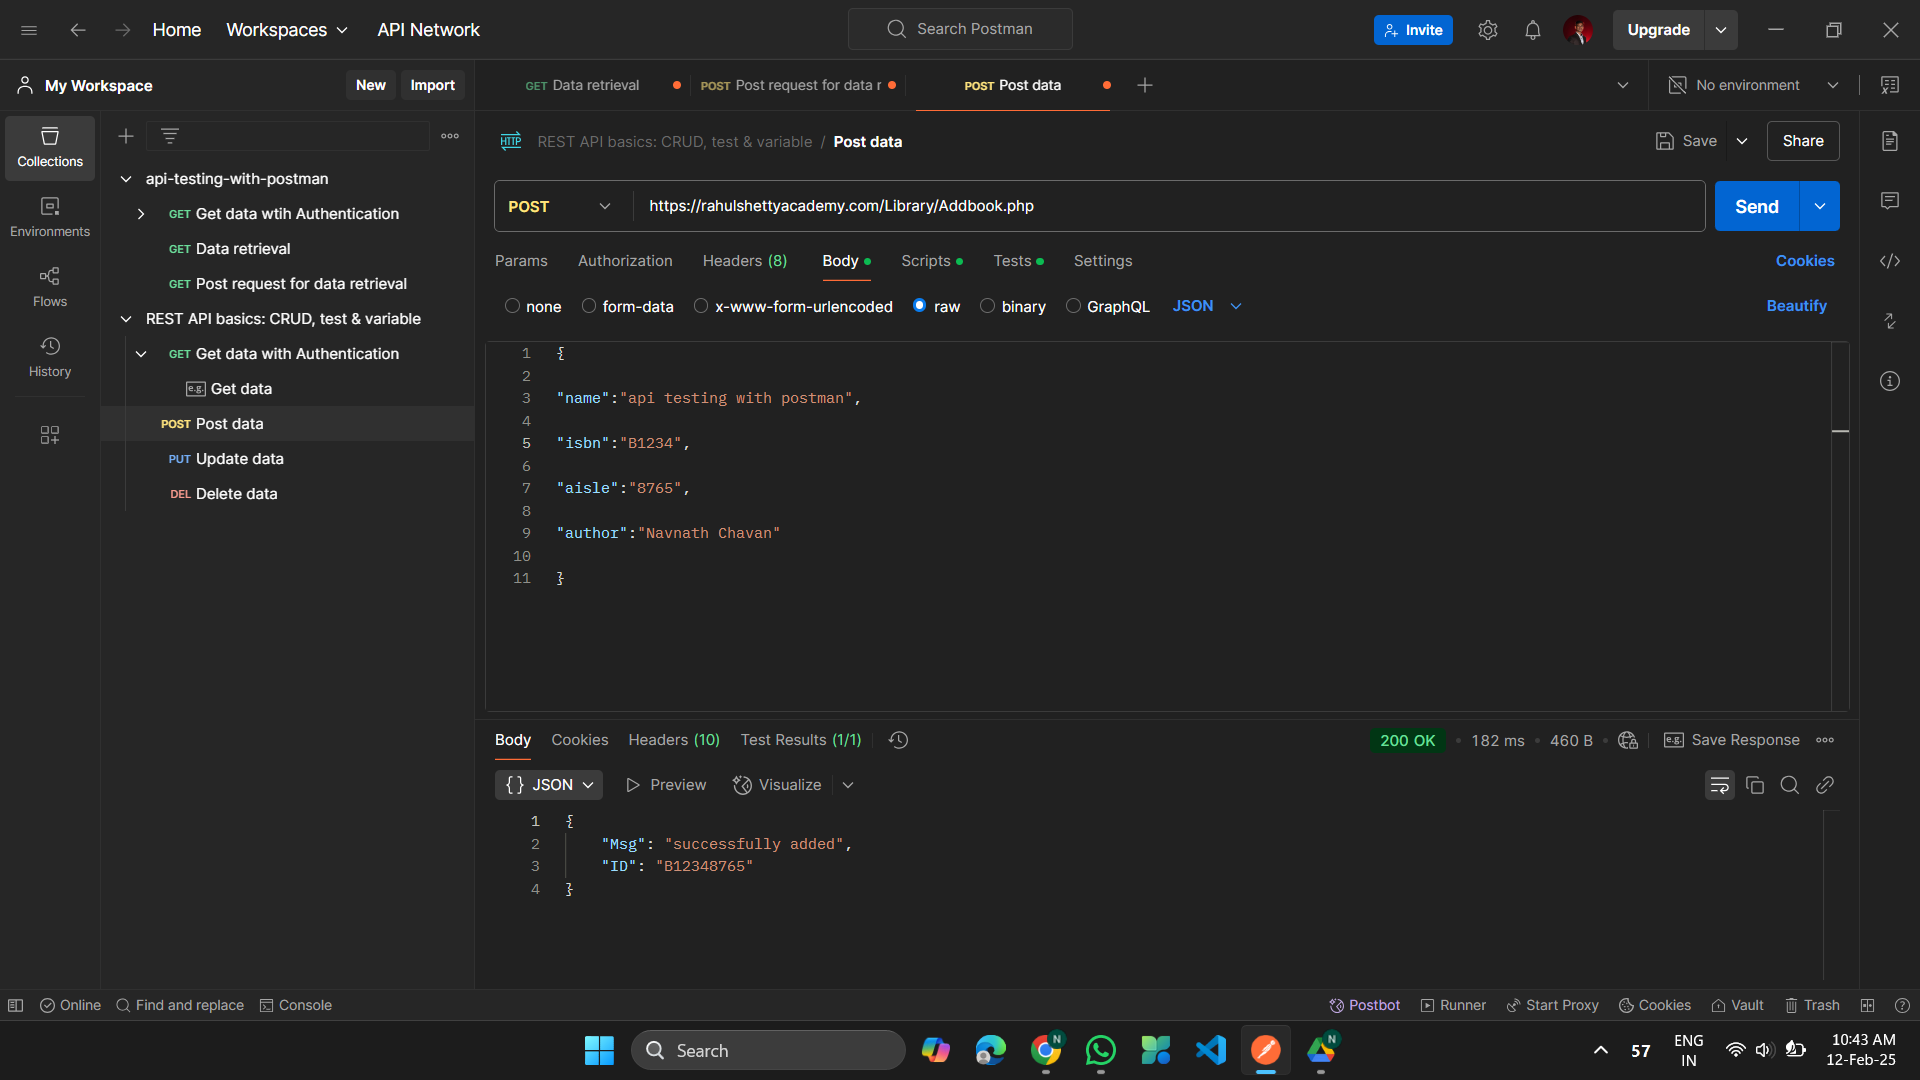 Home Workspaces API Network Search Postman Invite Upgrade
My Workspace New Import GET Data retrieval POST Post request for data r POST Post data No environment
Collections
Environments
Flows
History
api-testing-with-postman
GET Get data wtih Authentication
GET Data retrieval
GET Post request for data retrieval
REST API basics: CRUD, test & variable
GET Get data with Authentication
e.g. Get data
POST Post data
PUT Update data
DEL Delete data
HTTP REST API basics: CRUD, test & variable / Post data Save Share
POST https://rahulshettyacademy.com/Library/Addbook.php Send
Params Authorization Headers (8) Body Scripts Tests Settings Cookies
none form-data x-www-form-urlencoded raw binary GraphQL JSON Beautify
1 {
2
3 "name":"api testing with postman",
4
5 "isbn":"B1234",
6
7 "aisle":"8765",
8
9 "author":"Navnath Chavan"
10
11 }
Body Cookies Headers (10) Test Results (1/1) 200 OK • 182 ms • 460 B • e.g. Save Response
{} JSON Preview Visualize
1 {
2 "Msg": "successfully added",
3 "ID": "B12348765"
4 }
Online Find and replace Console Postbot Runner Start Proxy Cookies Vault Trash
Search N N 57 ENG 10:43 AM
IN 12-Feb-25